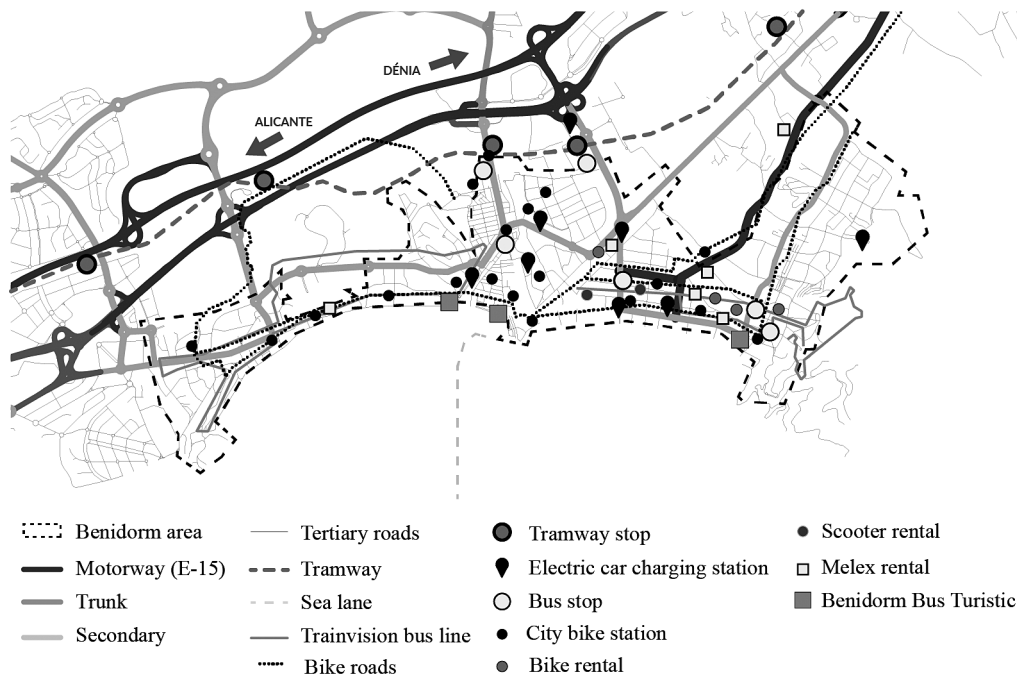 DÉNIA
ALICANTE
Benidorm area
Motorway (E-15)
Trunk
Secondary
Tertiary roads
Tramway
Sea lane
Trainvision bus line
Bike roads
Tramway stop
Electric car charging station
Bus stop
City bike station
Bike rental
Scooter rental
Melex rental
Benidorm Bus Turistic